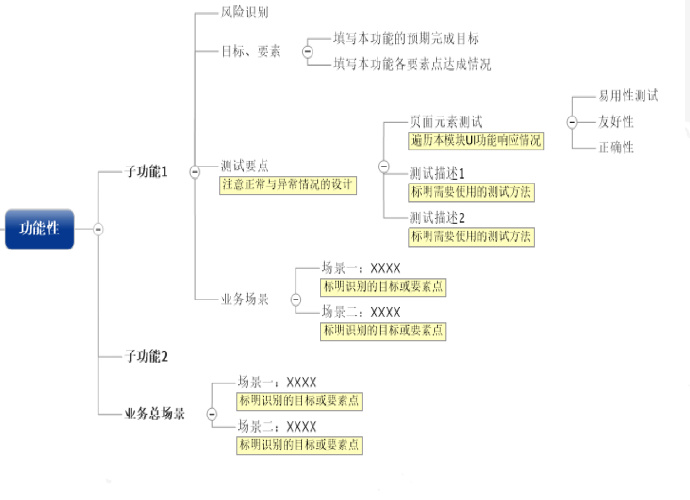 风险识别
目标、要素
填写本功能的预期完成目标
填写本功能各要素点达成情况
易用性测试
友好性
正确性
页面元素测试
遍历本模块UI功能响应情况
子功能1
测试要点
注意正常与异常情况的设计
测试描述1
标明需要使用的测试方法
测试描述2
标明需要使用的测试方法
功能性
业务场景
场景一：XXXX
标明识别的目标或要素点
场景二：XXXX
标明识别的目标或要素点
子功能2
业务总场景
场景一：XXXX
标明识别的目标或要素点
场景二：XXXX
标明识别的目标或要素点